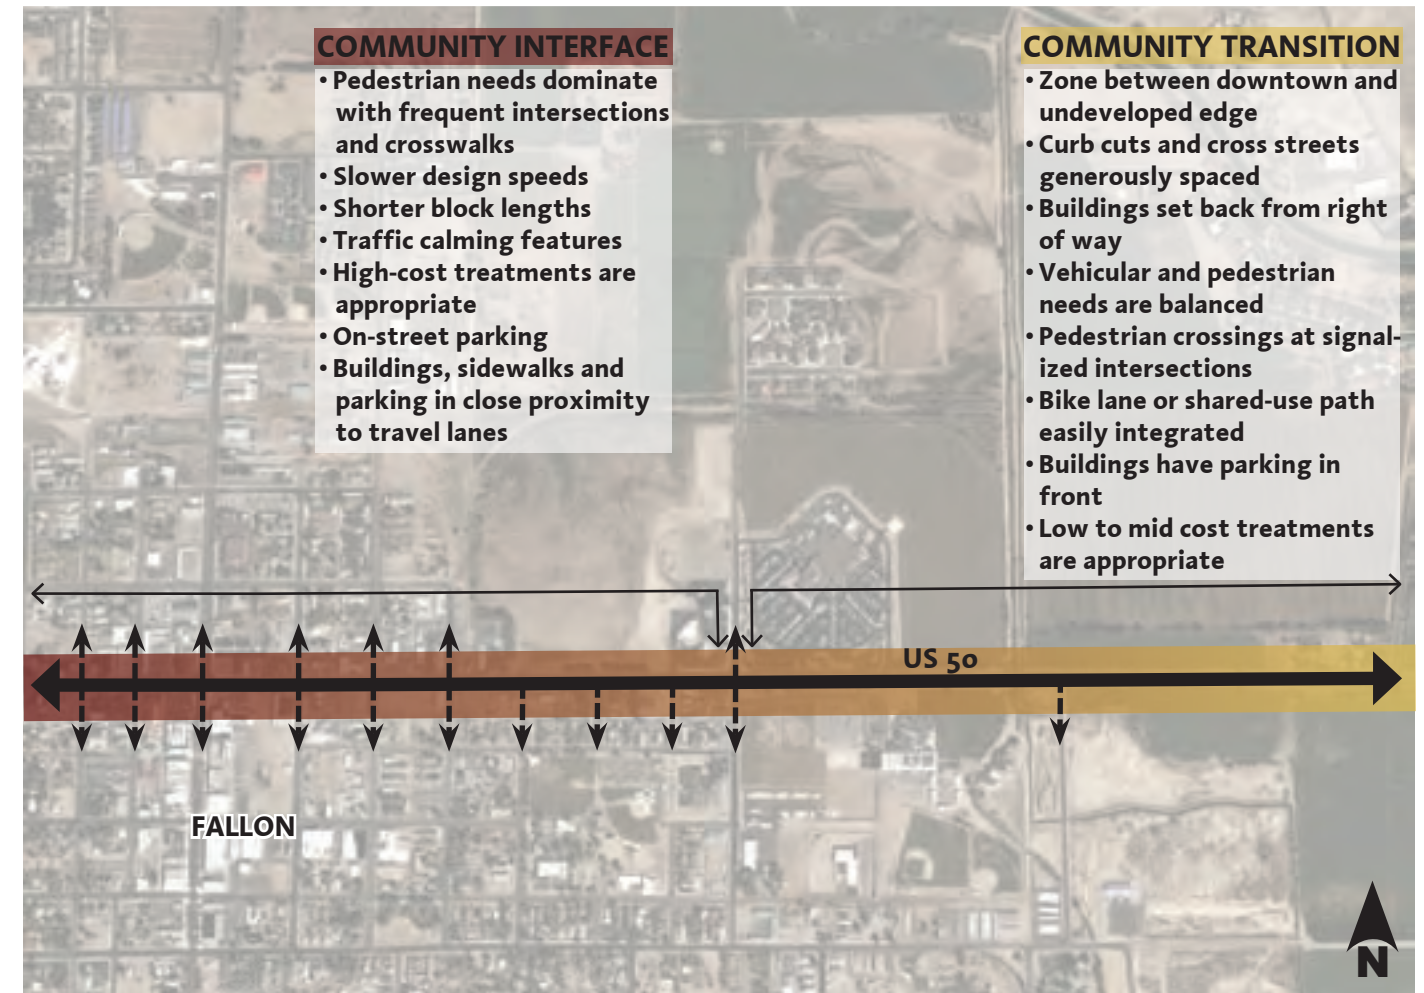 COMMUNITY INTERFACE
• Pedestrian needs dominate
with frequent intersections
and crosswalks
• Slower design speeds
• Shorter block lengths
• Traffic calming features
• High-cost treatments are
appropriate
• On-street parking
• Buildings, sidewalks and
parking in close proximity
to travel lanes
COMMUNITY TRANSITION
• Zone between downtown and
undeveloped edge
• Curb cuts and cross streets
generously spaced
• Buildings set back from right
of way
• Vehicular and pedestrian
needs are balanced
• Pedestrian crossings at signal-
ized intersections
• Bike lane or shared-use path
easily integrated
• Buildings have parking in
front
• Low to mid cost treatments
are appropriate
US 50
FALLON
N